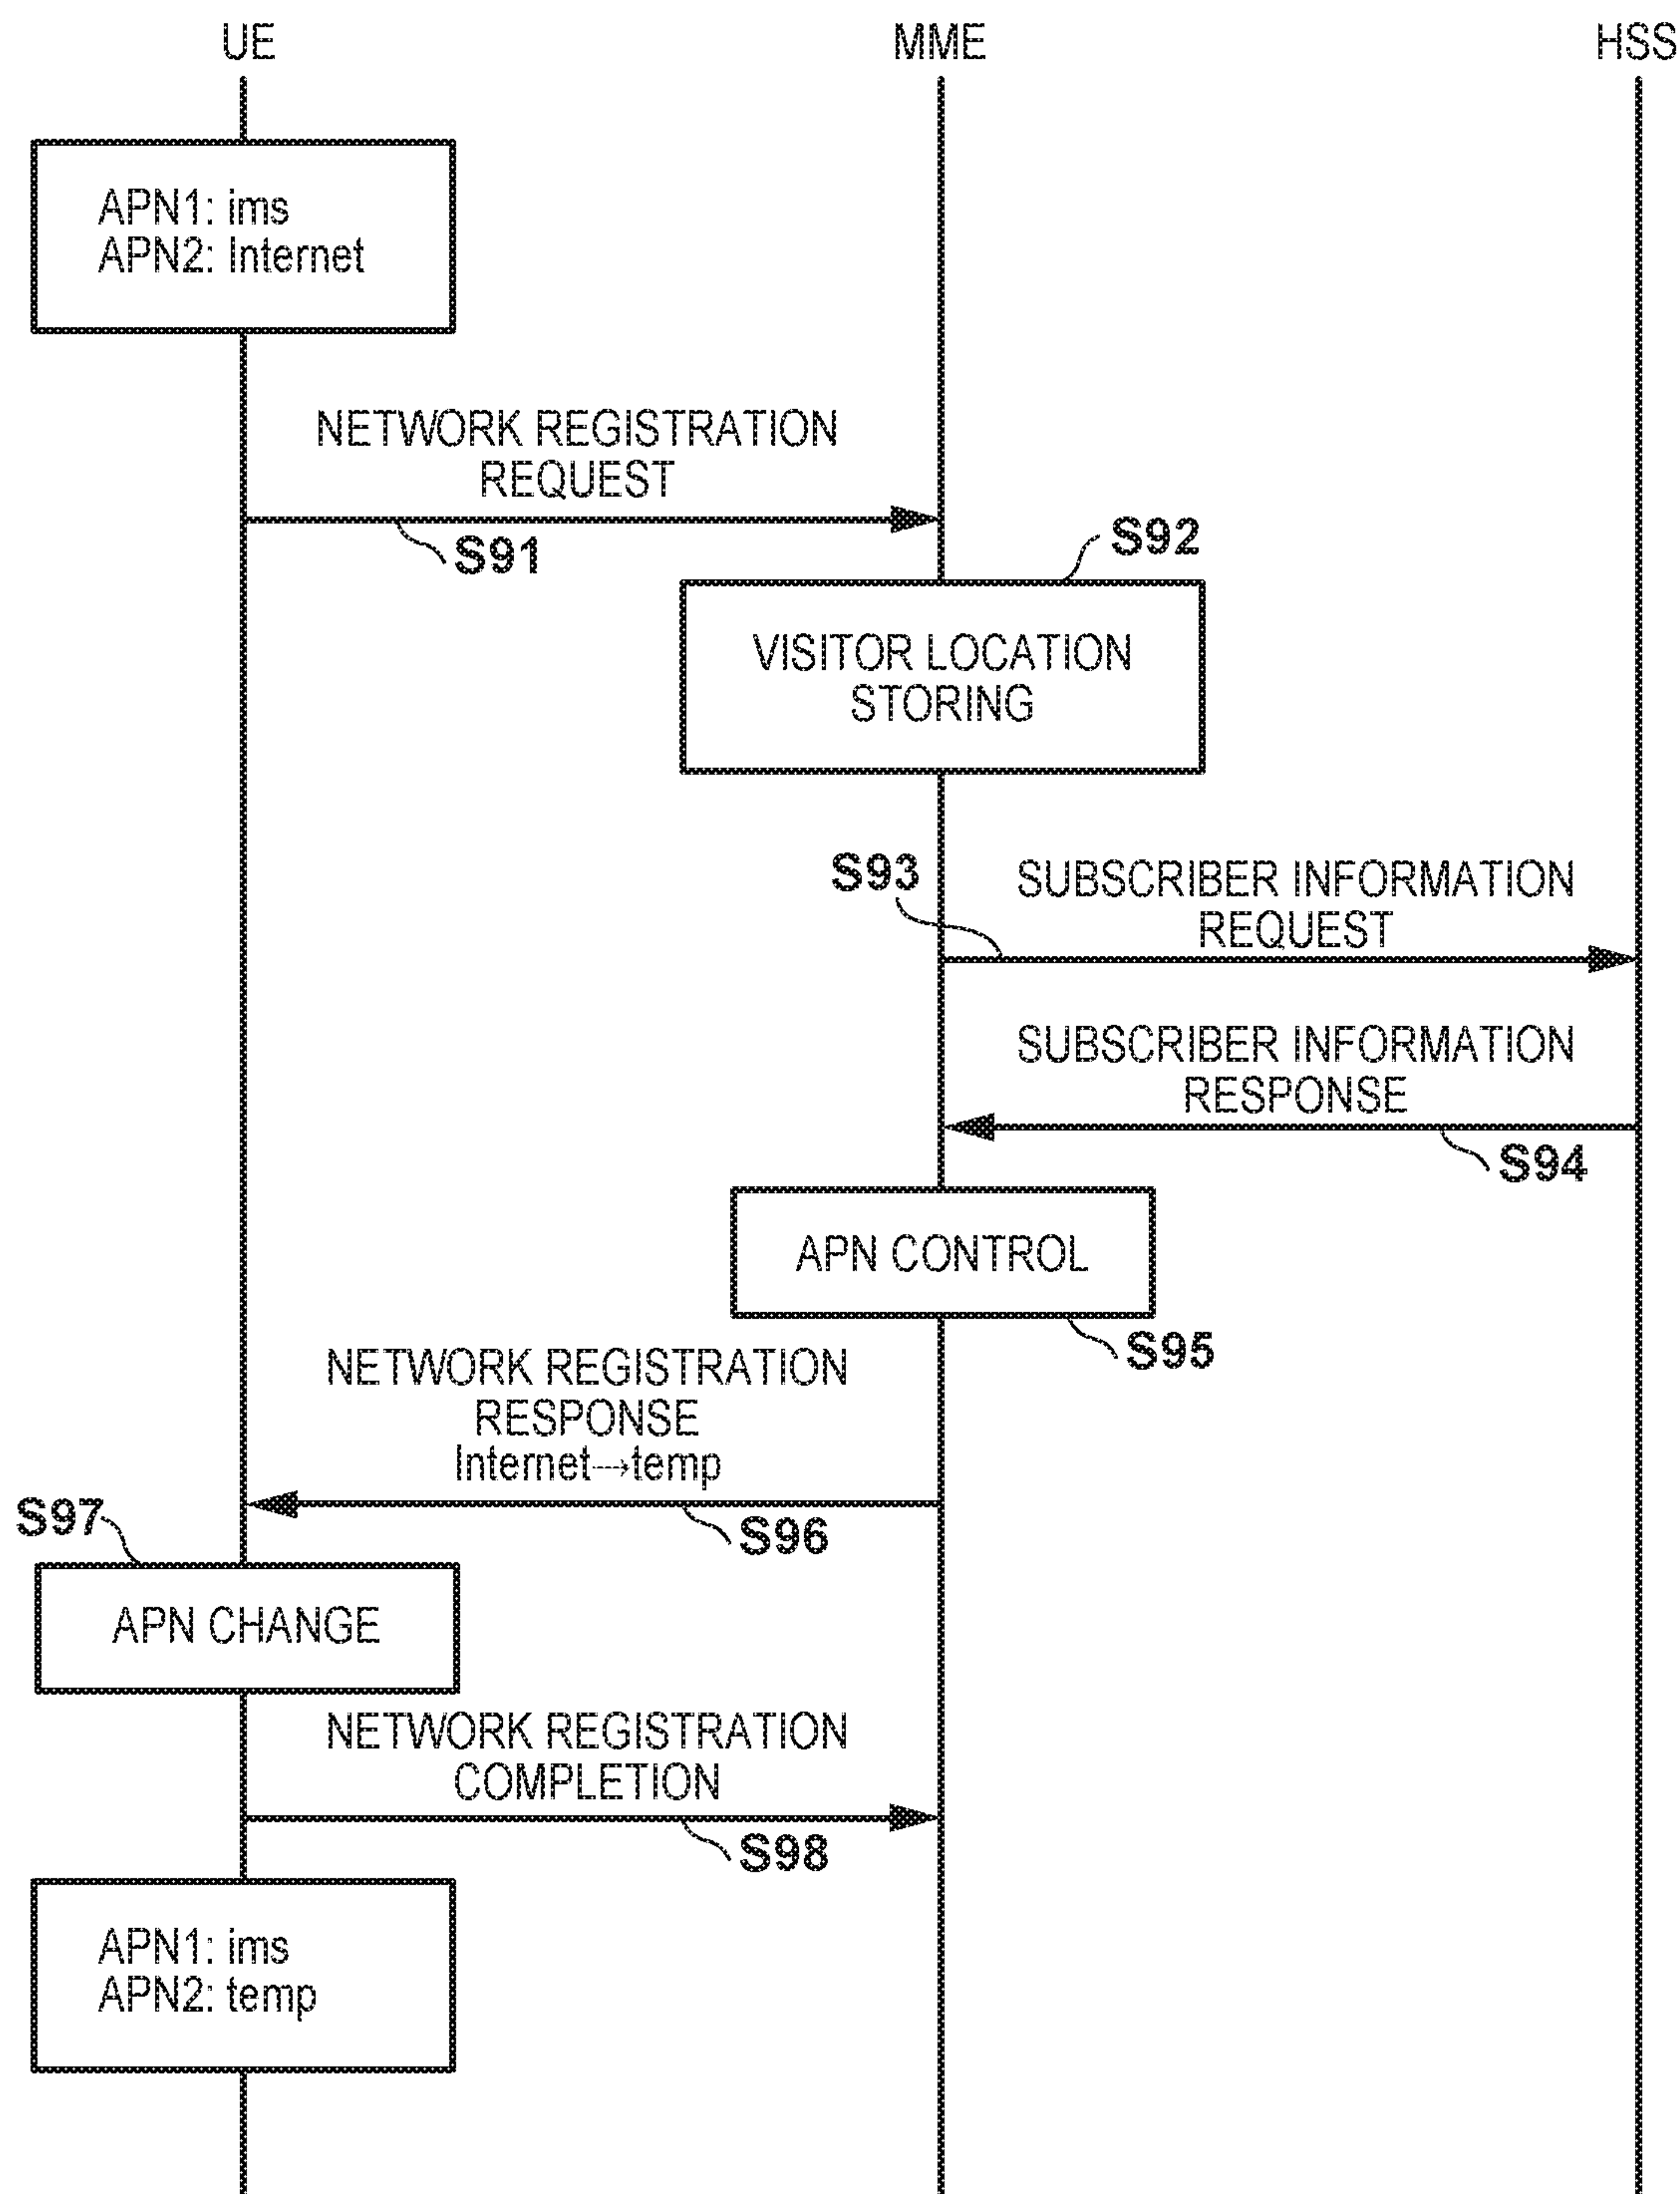 UE
MME
HSS
APN1: ims
APN2: Internet
NETWORK REGISTRATION
REQUEST
S91
S92
VISITOR LOCATION
STORING
S93
SUBSCRIBER INFORMATION
REQUEST
SUBSCRIBER INFORMATION
RESPONSE
S94
APN CONTROL
S95
NETWORK REGISTRATION
RESPONSE
Internet→temp
S96
S97
APN CHANGE
NETWORK REGISTRATION
COMPLETION
S98
APN1: ims
APN2: temp